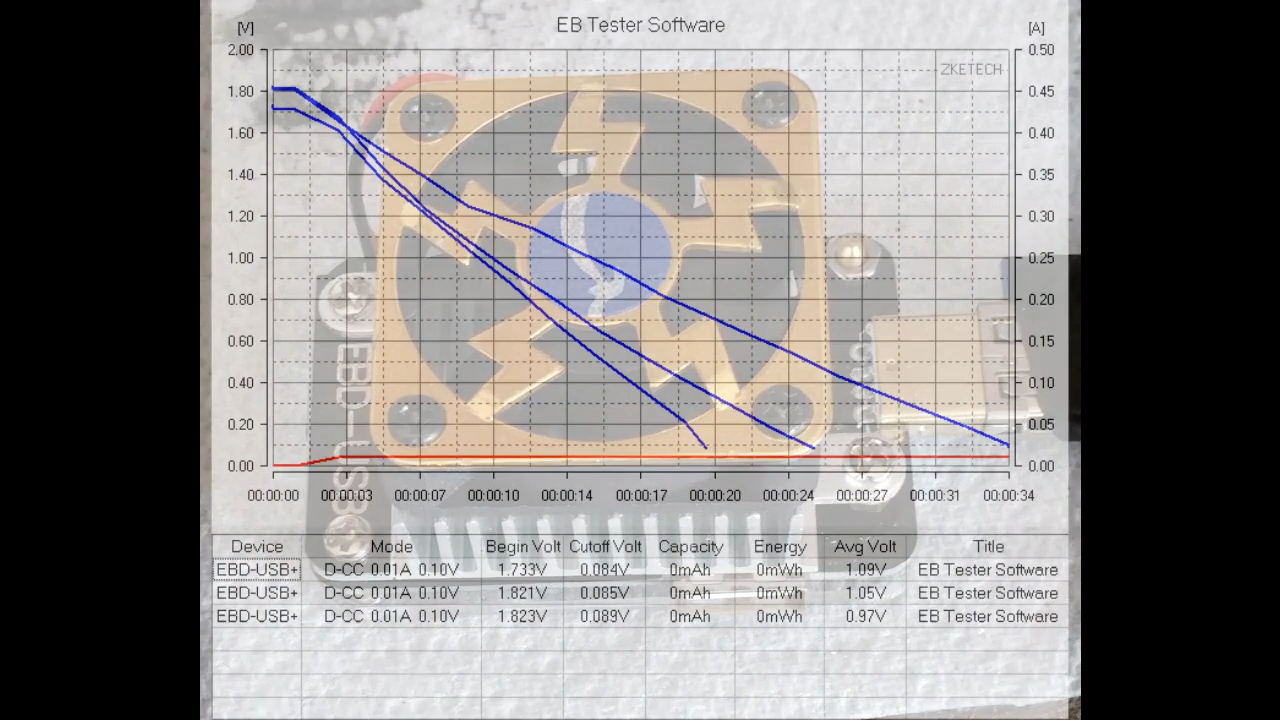 EB Tester Software
[V] [A]
ZKETECH
2.00 0.50
1.80 0.45
1.60 0.40
1.40 0.35
1.20 0.30
1.00 0.25
0.80 0.20
0.60 0.15
0.40 0.10
0.20 0.05
0.00 0.00
00:00:00 00:00:03 00:00:07 00:00:10 00:00:14 00:00:17 00:00:20 00:00:24 00:00:27 00:00:31 00:00:34
EBD-USB+
Device Mode Begin Volt Cutoff Volt Capacity Energy Avg Volt Title
EBD-USB+ D-CC 0.01A 0.10V 1.733V 0.084V 0mAh 0mWh 1.09V EB Tester Software
EBD-USB+ D-CC 0.01A 0.10V 1.821V 0.085V 0mAh 0mWh 1.05V EB Tester Software
EBD-USB+ D-CC 0.01A 0.10V 1.823V 0.089V 0mAh 0mWh 0.97V EB Tester Software